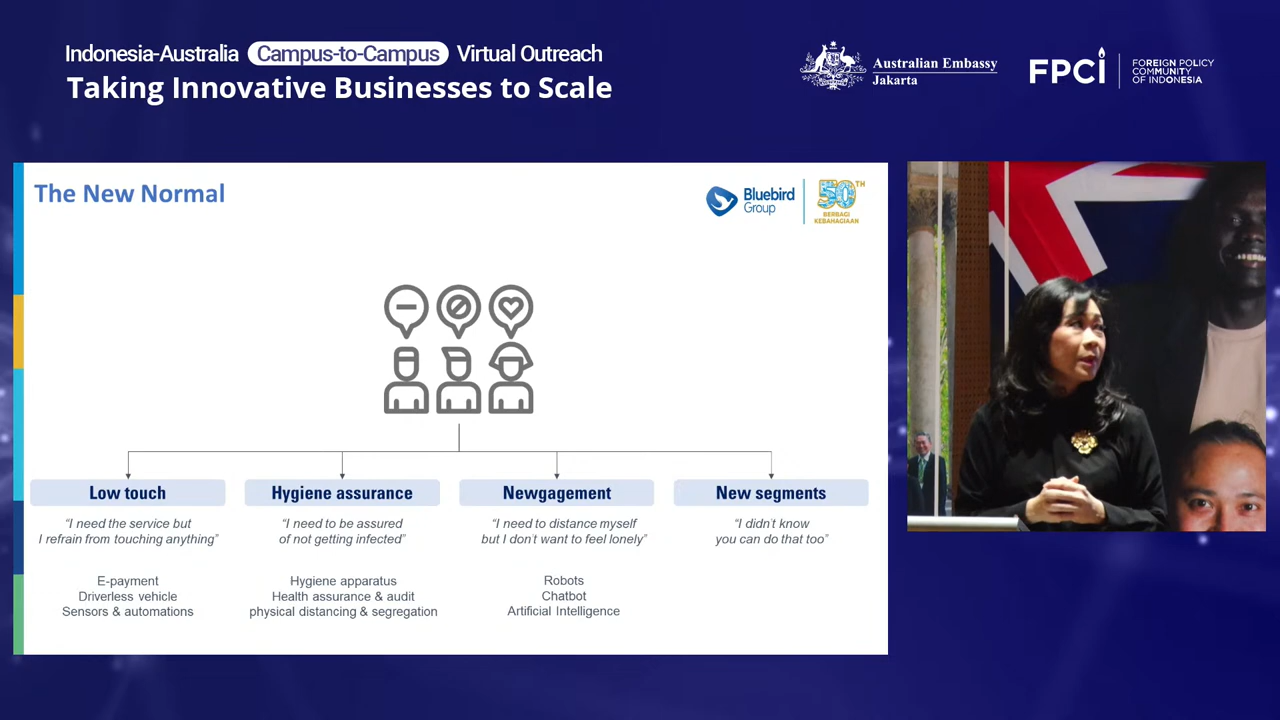 Indonesia-Australia Campus-to-Campus Virtual Outreach
Taking Innovative Businesses to Scale
Australian Embassy
Jakarta
FPCI
FOREIGN POLICY
COMMUNITY
OF INDONESIA
The New Normal
Bluebird
Group
50TH
BERBAGI
KEBAHAGIAAN
Low touch
"I need the service but
I refrain from touching anything"
E-payment
Driverless vehicle
Sensors & automations
Hygiene assurance
"I need to be assured
of not getting infected"
Hygiene apparatus
Health assurance & audit
physical distancing & segregation
Newgagement
"I need to distance myself
but I don't want to feel lonely"
Robots
Chatbot
Artificial Intelligence
New segments
"I didn't know
you can do that too"